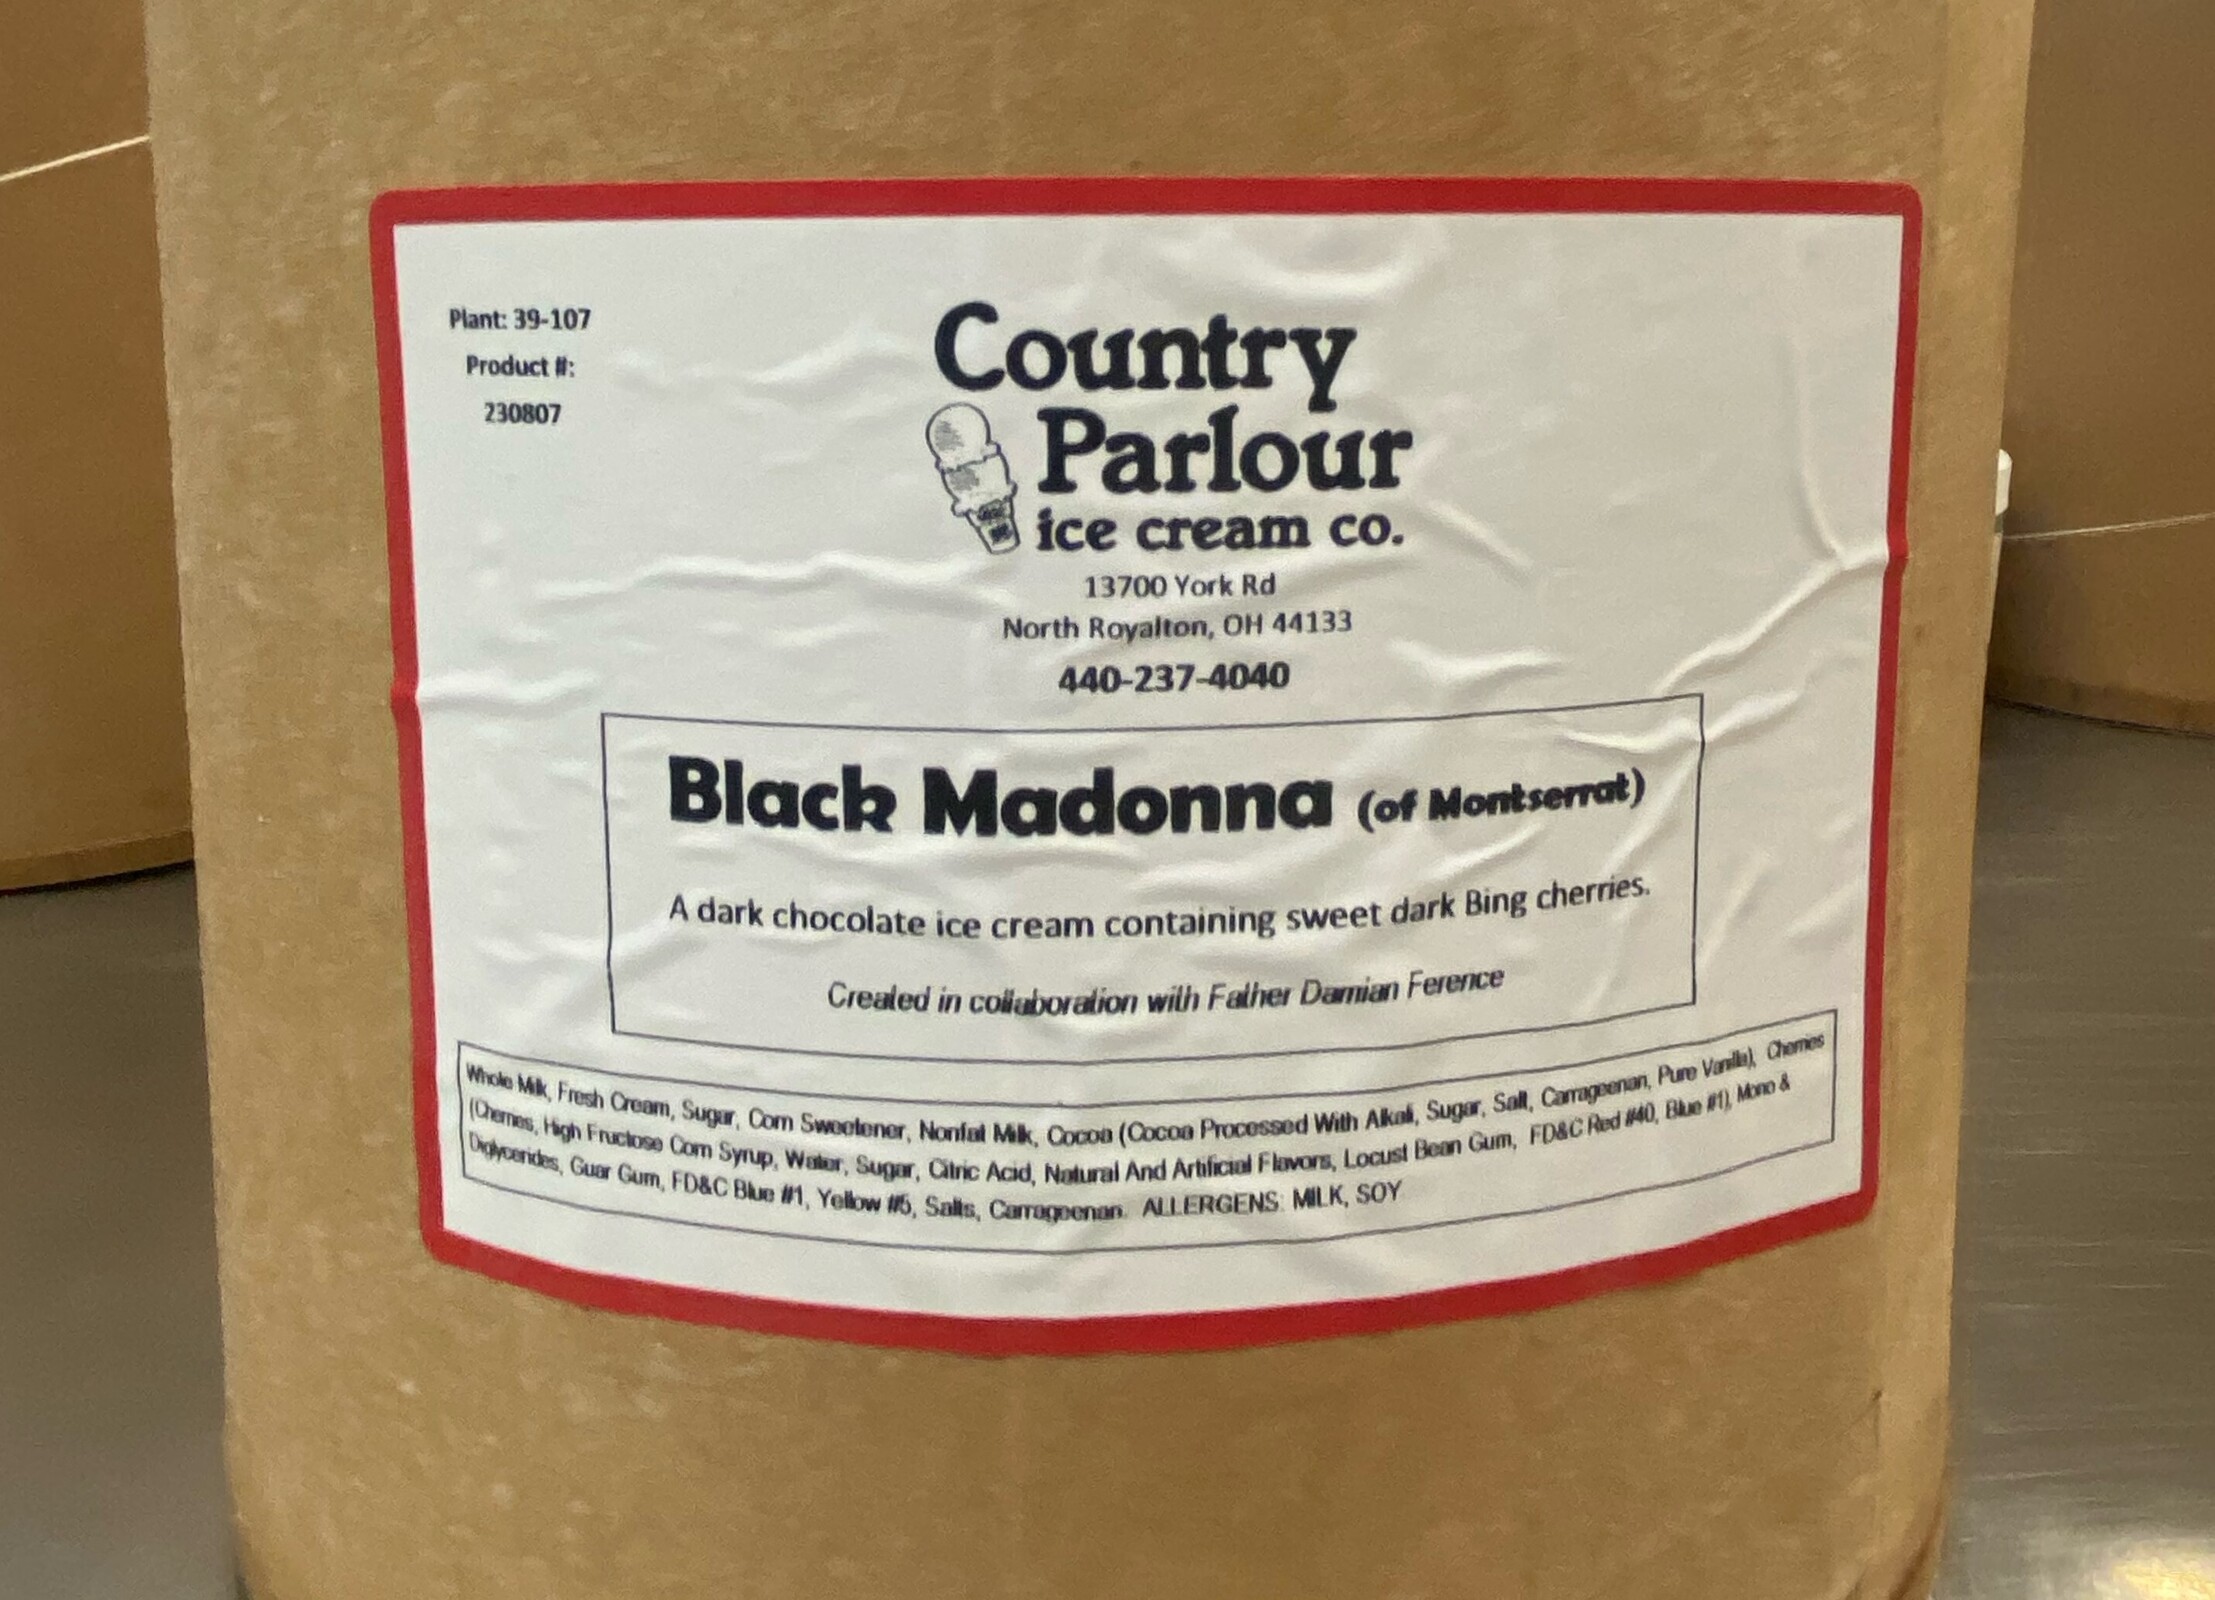 Plant: 39-107
Product #:
230807
Country
Parlour
ice cream co.
13700 York Rd
North Royalton, OH 44133
440-237-4040
Black Madonna (of Montserrat)
A dark chocolate ice cream containing sweet dark Bing cherries.
Created in collaboration with Father Damian Ference
Whole Milk, Fresh Cream, Sugar, Corn Sweetener, Nonfat Milk, Cocoa (Cocoa Processed With Alkali, Sugar, Salt, Carrageenan, Pure Vanilla), Cherries
(Cherries, High Fructose Corn Syrup, Water, Sugar, Citric Acid, Natural And Artificial Flavors, Locust Bean Gum, FD&C Red #40, Blue #1), Mono &
Diglycerides, Guar Gum, FD&C Blue #1, Yellow #5, Salts, Carrageenan. ALLERGENS: MILK, SOY